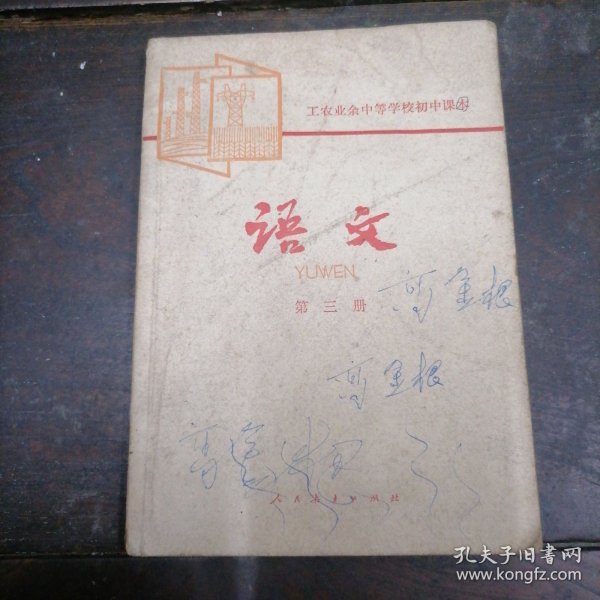 工农业余中等学校初中课本
语文
YUWEN
第三册
高金根
高金根
人民教育出版社
孔夫子旧书网
www.kongfz.com